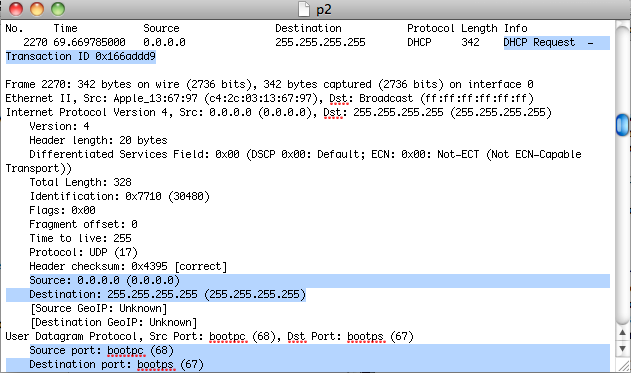 p2
No. Time Source Destination Protocol Length Info
2270 69.669785000 0.0.0.0 255.255.255.255 DHCP 342 DHCP Request –
Transaction ID 0x166addd9
Frame 2270: 342 bytes on wire (2736 bits), 342 bytes captured (2736 bits) on interface 0
Ethernet II, Src: Apple_13:67:97 (c4:2c:03:13:67:97), Dst: Broadcast (ff:ff:ff:ff:ff:ff)
Internet Protocol Version 4, Src: 0.0.0.0 (0.0.0.0), Dst: 255.255.255.255 (255.255.255.255)
Version: 4
Header length: 20 bytes
Differentiated Services Field: 0x00 (DSCP 0x00: Default; ECN: 0x00: Not-ECT (Not ECN-Capable
Transport))
Total Length: 328
Identification: 0x7710 (30480)
Flags: 0x00
Fragment offset: 0
Time to live: 255
Protocol: UDP (17)
Header checksum: 0x4395 [correct]
Source: 0.0.0.0 (0.0.0.0)
Destination: 255.255.255.255 (255.255.255.255)
[Source GeoIP: Unknown]
[Destination GeoIP: Unknown]
User Datagram Protocol, Src Port: bootpc (68), Dst Port: bootps (67)
Source port: bootpc (68)
Destination port: bootps (67)